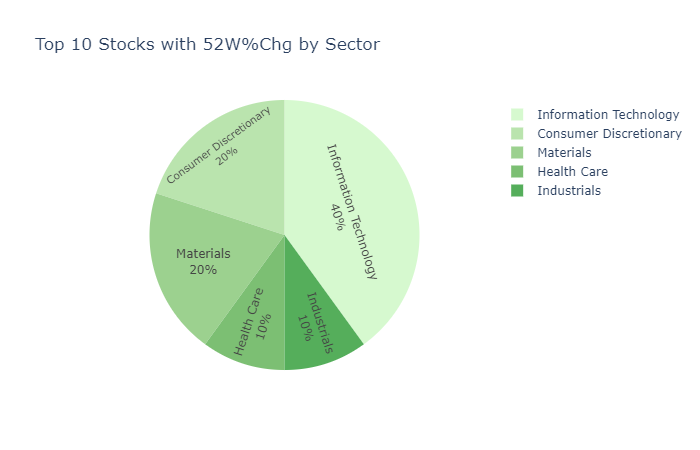 Top 10 Stocks with 52W%Chg by Sector
Information Technology
40%
Consumer Discretionary
20%
Materials
20%
Health Care
10%
Industrials
10%
Information Technology
Consumer Discretionary
Materials
Health Care
Industrials